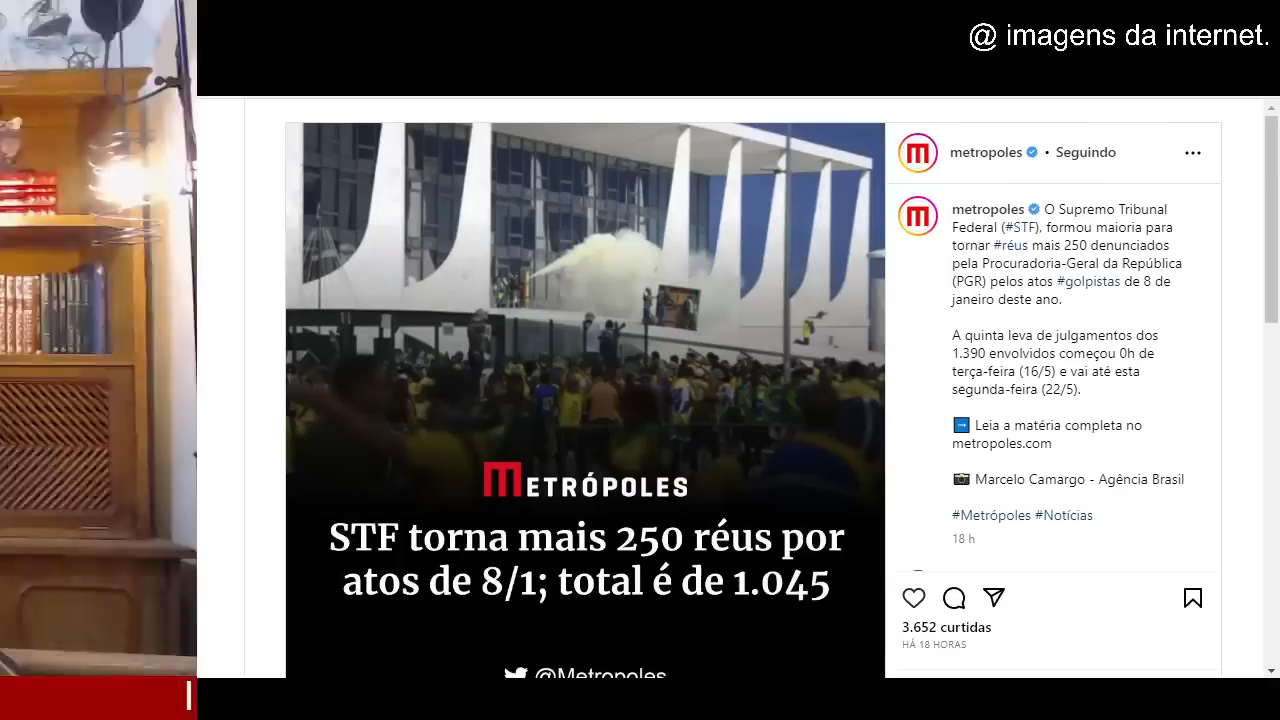 @ imagens da internet.
metropoles • Seguindo
metropoles O Supremo Tribunal
Federal (#STF), formou maioria para
tornar #réus mais 250 denunciados
pela Procuradoria-Geral da República
(PGR) pelos atos #golpistas de 8 de
janeiro deste ano.
A quinta leva de julgamentos dos
1.390 envolvidos começou 0h de
terça-feira (16/5) e vai até esta
segunda-feira (22/5).
Leia a matéria completa no
metropoles.com
Marcelo Camargo - Agência Brasil
#Metrópoles #Notícias
18 h
3.652 curtidas
HÁ 18 HORAS
METRÓPOLES
STF torna mais 250 réus por
atos de 8/1; total é de 1.045
@Metropoles